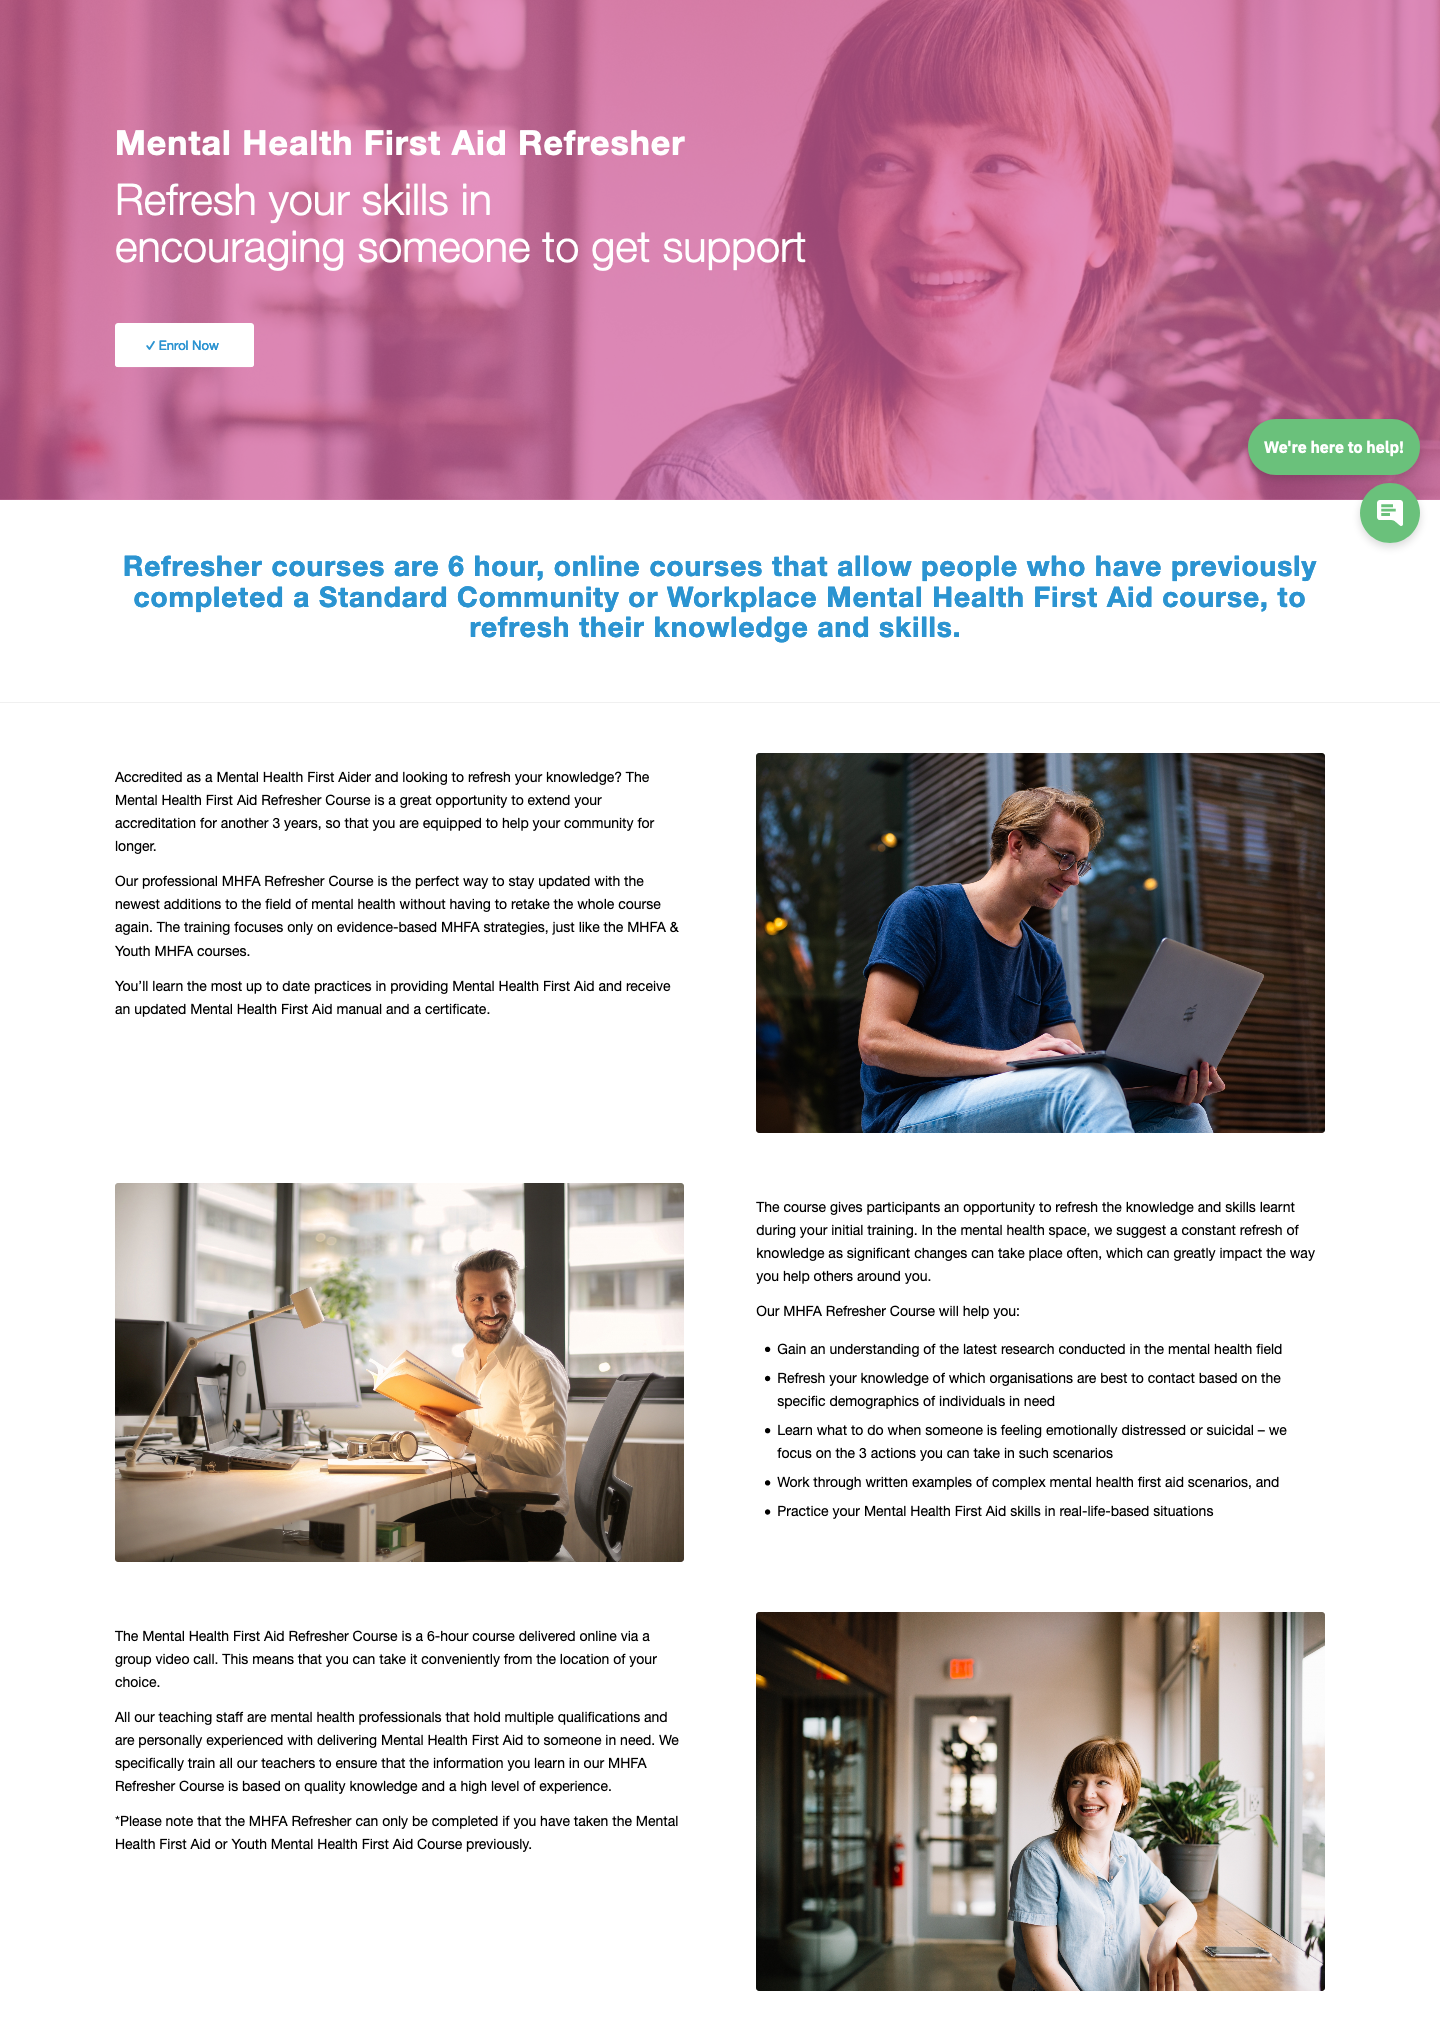 Mental Health First Aid Refresher
Refresh your skills in
encouraging someone to get support
✓ Enrol Now
We're here to help!
Refresher courses are 6 hour, online courses that allow people who have previously
completed a Standard Community or Workplace Mental Health First Aid course, to
refresh their knowledge and skills.
Accredited as a Mental Health First Aider and looking to refresh your knowledge? The
Mental Health First Aid Refresher Course is a great opportunity to extend your
accreditation for another 3 years, so that you are equipped to help your community for
longer.
Our professional MHFA Refresher Course is the perfect way to stay updated with the
newest additions to the field of mental health without having to retake the whole course
again. The training focuses only on evidence-based MHFA strategies, just like the MHFA &
Youth MHFA courses.
You’ll learn the most up to date practices in providing Mental Health First Aid and receive
an updated Mental Health First Aid manual and a certificate.
The course gives participants an opportunity to refresh the knowledge and skills learnt
during your initial training. In the mental health space, we suggest a constant refresh of
knowledge as significant changes can take place often, which can greatly impact the way
you help others around you.
Our MHFA Refresher Course will help you:
• Gain an understanding of the latest research conducted in the mental health field
• Refresh your knowledge of which organisations are best to contact based on the
specific demographics of individuals in need
• Learn what to do when someone is feeling emotionally distressed or suicidal – we
focus on the 3 actions you can take in such scenarios
• Work through written examples of complex mental health first aid scenarios, and
• Practice your Mental Health First Aid skills in real-life-based situations
The Mental Health First Aid Refresher Course is a 6-hour course delivered online via a
group video call. This means that you can take it conveniently from the location of your
choice.
All our teaching staff are mental health professionals that hold multiple qualifications and
are personally experienced with delivering Mental Health First Aid to someone in need. We
specifically train all our teachers to ensure that the information you learn in our MHFA
Refresher Course is based on quality knowledge and a high level of experience.
*Please note that the MHFA Refresher can only be completed if you have taken the Mental
Health First Aid or Youth Mental Health First Aid Course previously.